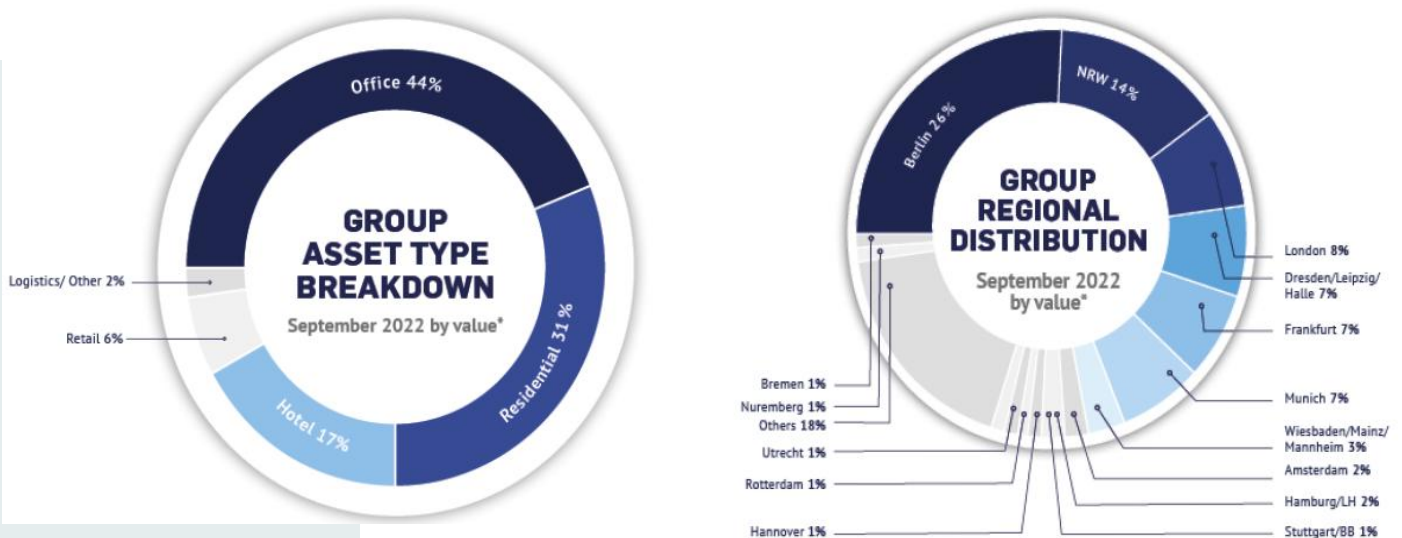 Office 44%
Residential 31%
Hotel 17%
Retail 6%
Logistics/ Other 2%
GROUP
ASSET TYPE
BREAKDOWN
September 2022 by value*
Berlin 26%
NRW 14%
London 8%
Dresden/Leipzig/
Halle 7%
Frankfurt 7%
Munich 7%
Wiesbaden/Mainz/
Mannheim 3%
Amsterdam 2%
Hamburg/LH 2%
Stuttgart/BB 1%
Hannover 1%
Rotterdam 1%
Utrecht 1%
Others 18%
Nuremberg 1%
Bremen 1%
GROUP
REGIONAL
DISTRIBUTION
September 2022
by value*